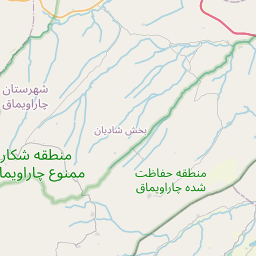 شهرستان
چاراویماق
بخش شادیان
منطقه شکار
ممنوع چاراویما
منطقه حفاظت
شده چاراویماق